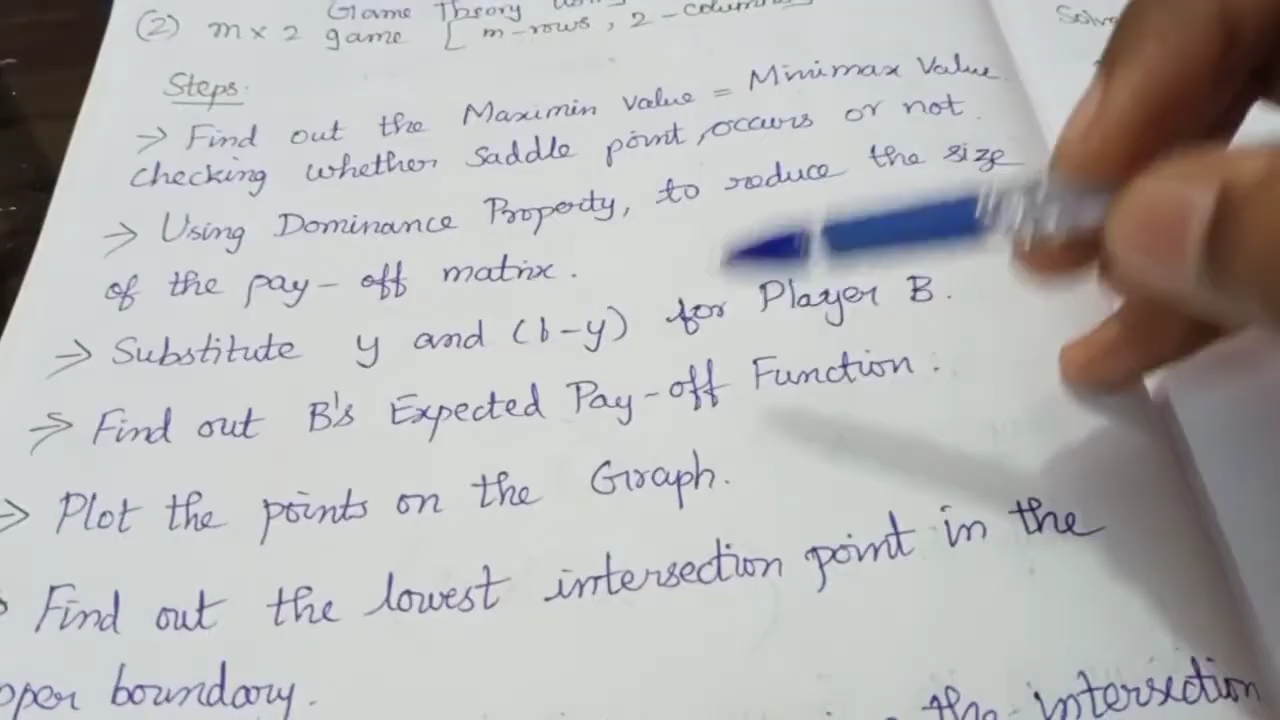 Game Theory
(2) m × 2 game [ m-rows, 2-columns
Solve
Steps:
→ Find out the Maximin Value = Minimax Value.
checking whether Saddle point, occurs or not.
→ Using Dominance Property, to reduce the size
of the pay-off matrix.
→ Substitute y and (1-y) for Player B.
→ Find out B's Expected Pay-off Function:
→ Plot the points on the Graph.
Find out the lowest intersection point in the
pper boundary.
the intersection